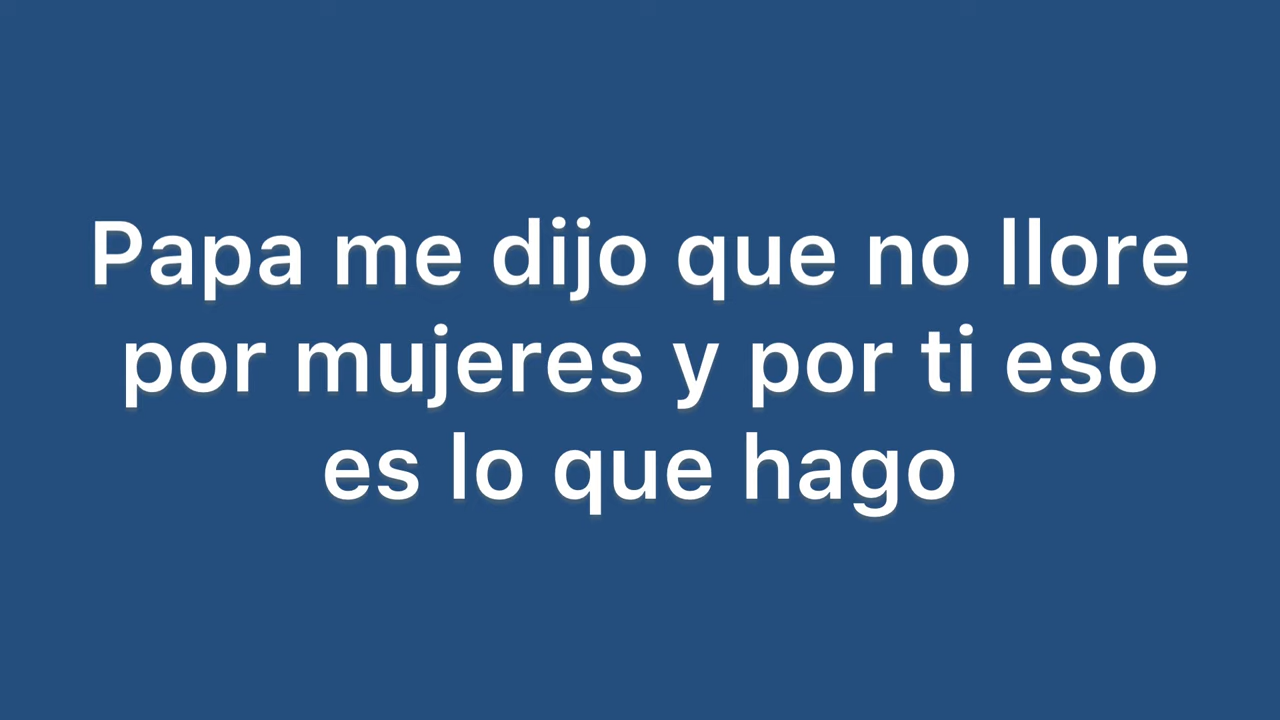 Papa me dijo que no llore
por mujeres y por ti eso
es lo que hago